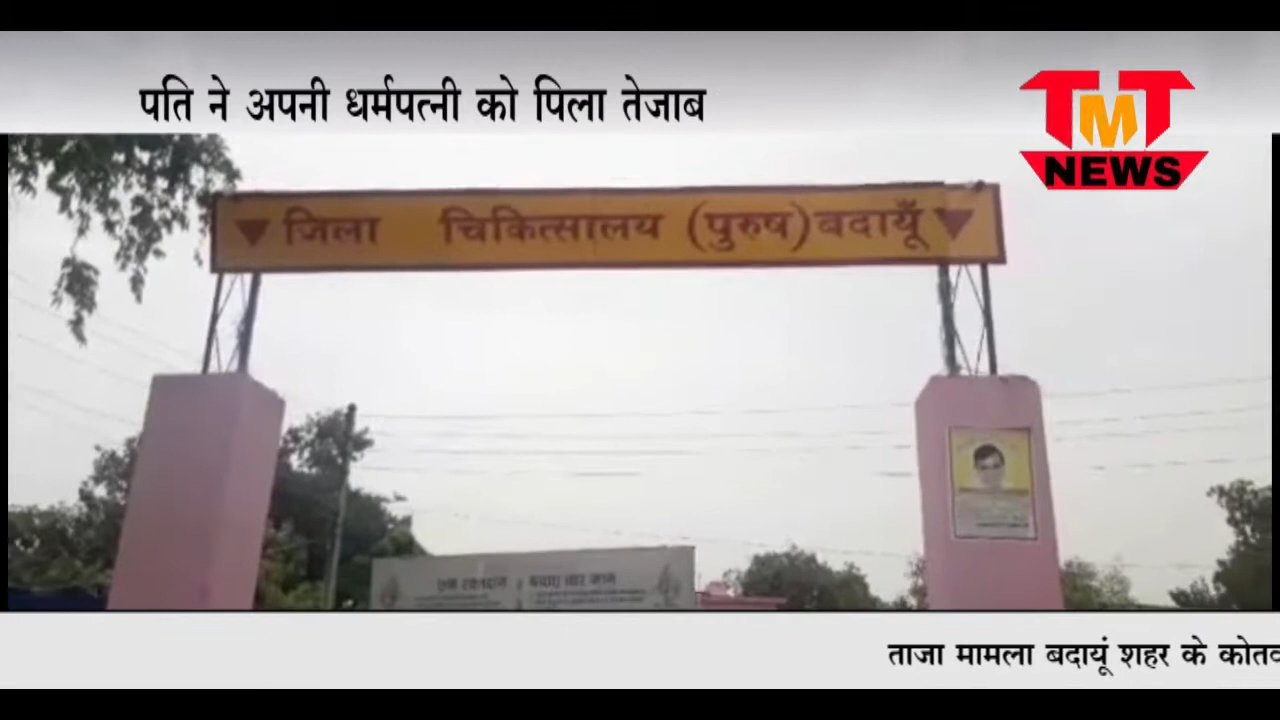 पति ने अपनी धर्मपत्नी को पिला तेजाब
TMT
NEWS
जिला चिकित्सालय (पुरुष) बदायूँ
ताजा मामला बदायूं शहर के